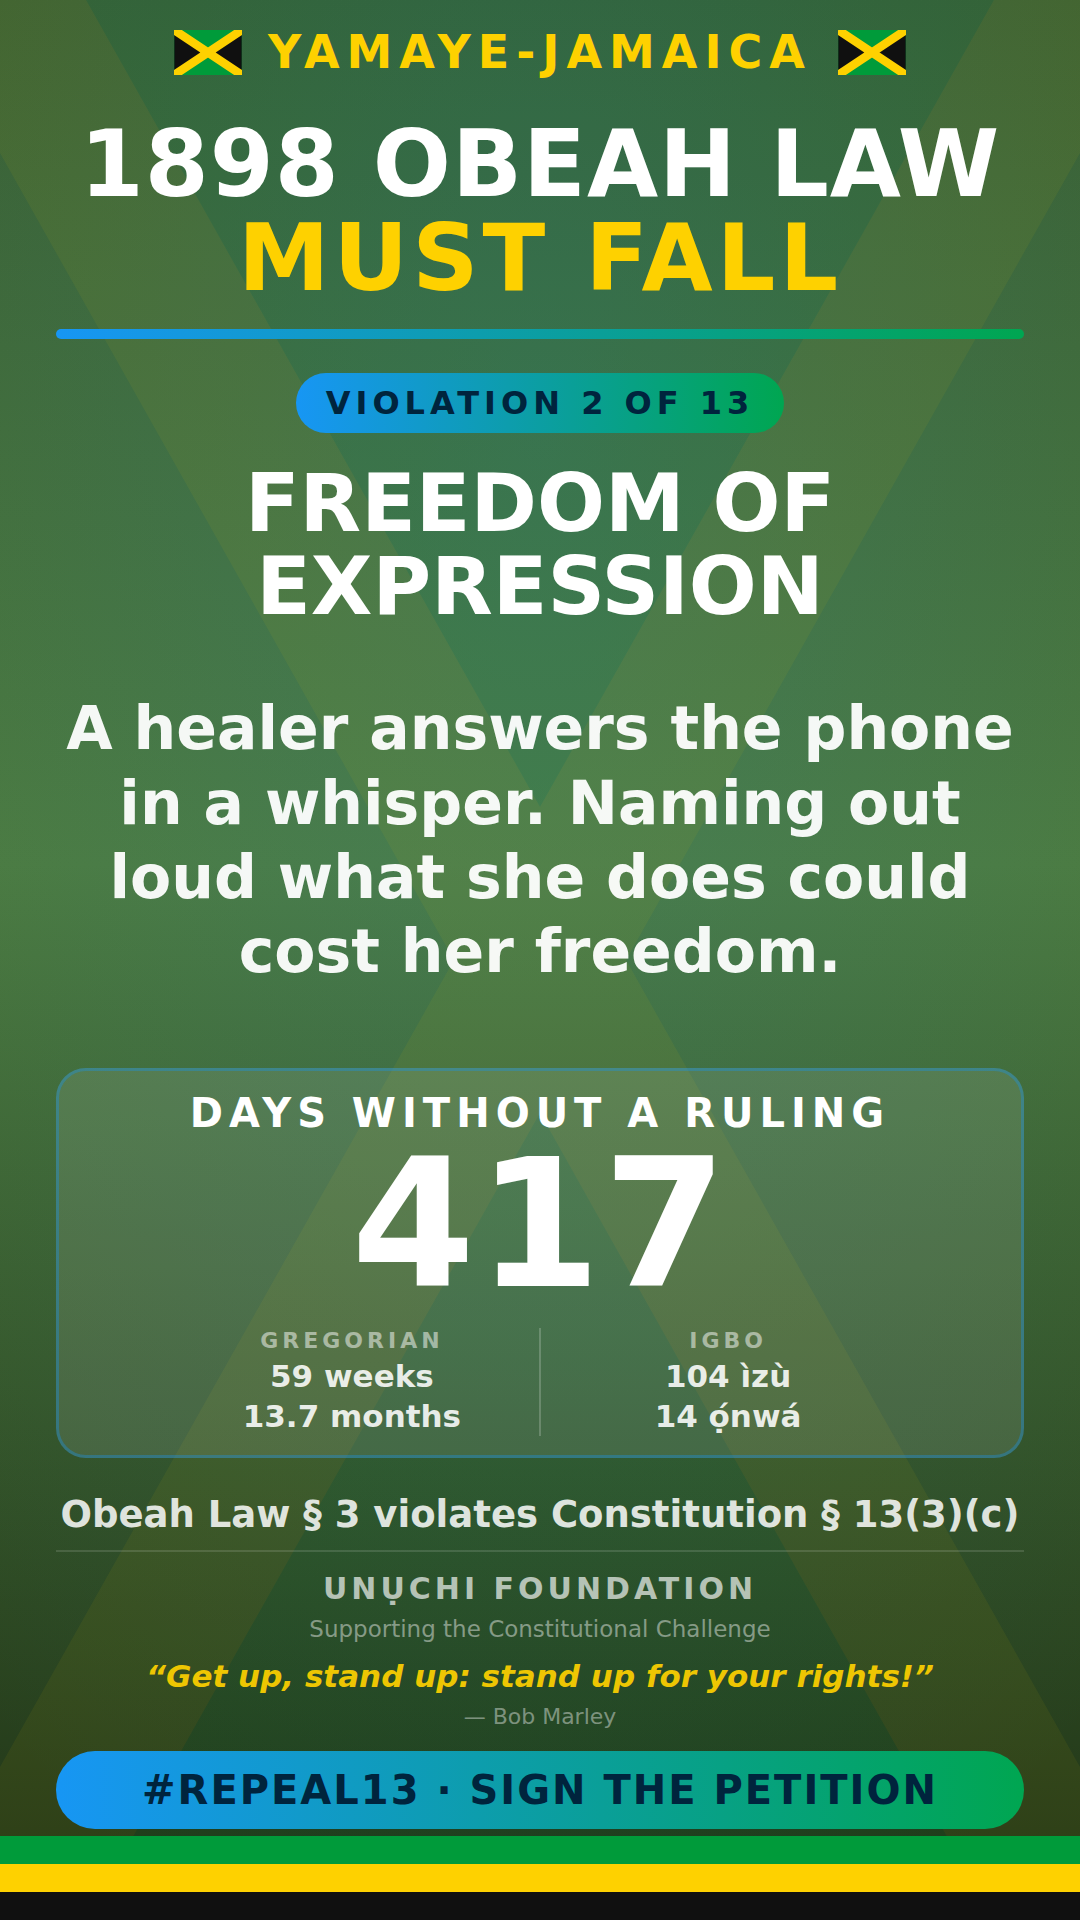 YAMAYE-JAMAICA
1898 OBEAH LAW
MUST FALL
VIOLATION 2 OF 13
FREEDOM OF
EXPRESSION
A healer answers the phone
in a whisper. Naming out
loud what she does could
cost her freedom.
DAYS WITHOUT A RULING
417
GREGORIAN
59 weeks
13.7 months
IGBO
104 ìzù
14 ọ́nwá
Obeah Law § 3 violates Constitution § 13(3)(c)
UNỤCHI FOUNDATION
Supporting the Constitutional Challenge
“Get up, stand up: stand up for your rights!”
— Bob Marley
#REPEAL13 · SIGN THE PETITION